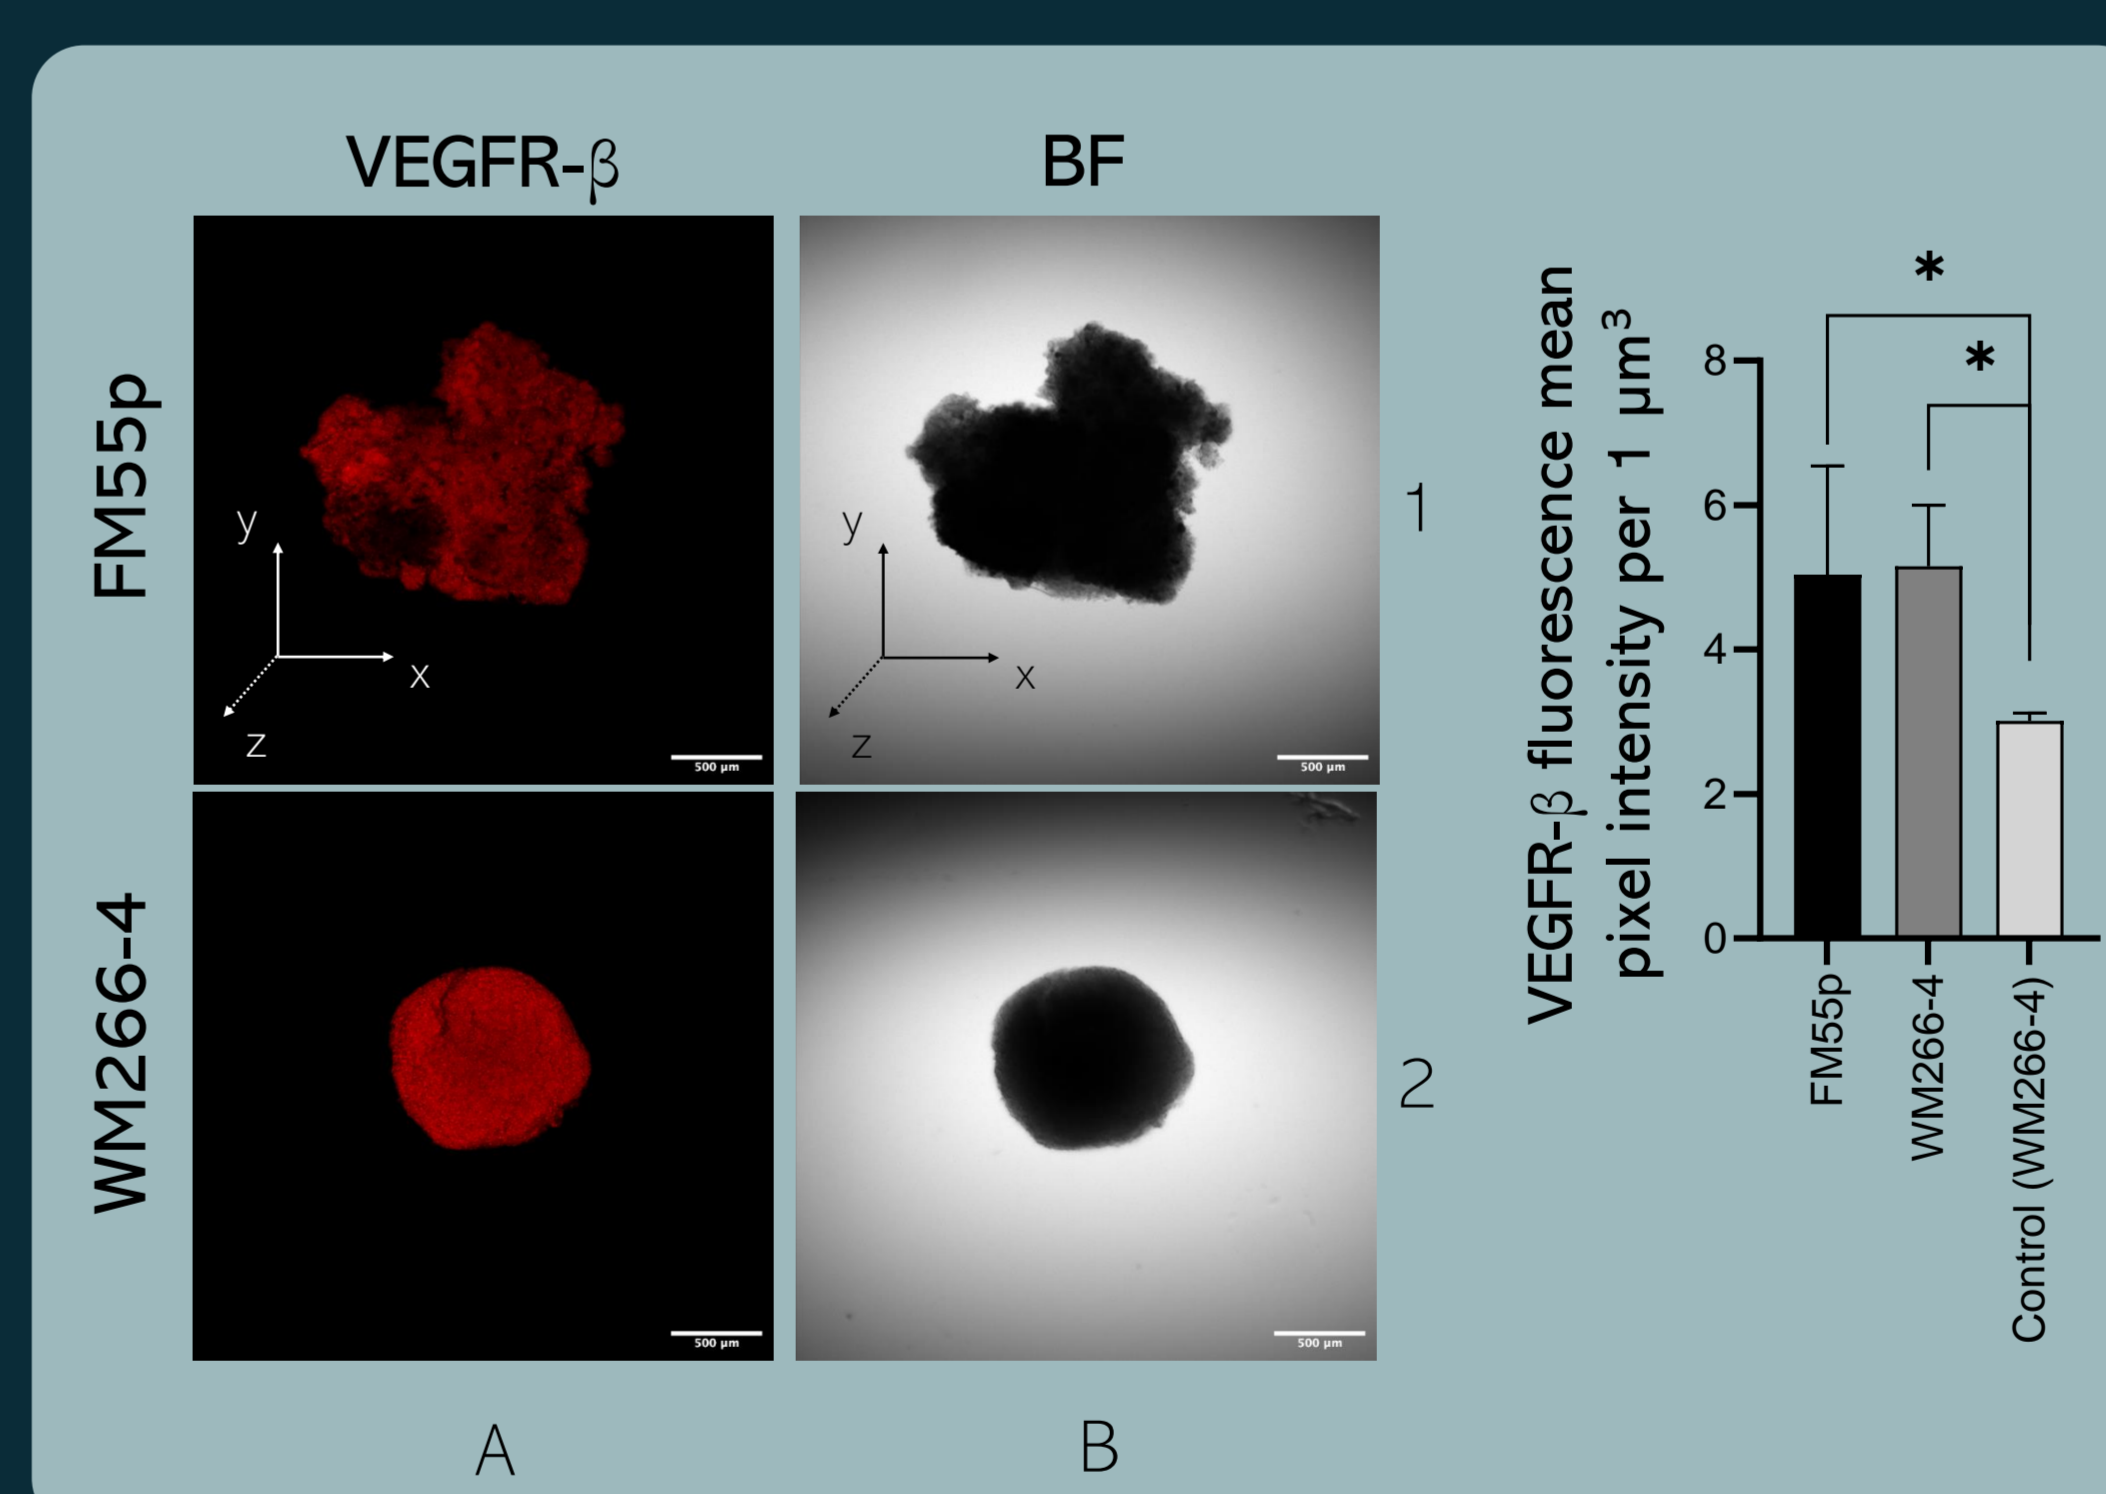 VEGFR-β
BF
FM55p
y
x
z
500 µm
y
x
z
500 µm
1
WM266-4
500 µm
500 µm
2
A
B
VEGFR-β fluorescence mean
pixel intensity per 1 µm³
*
*
8
6
4
2
0
FM55p
WM266-4
Control (WM266-4)